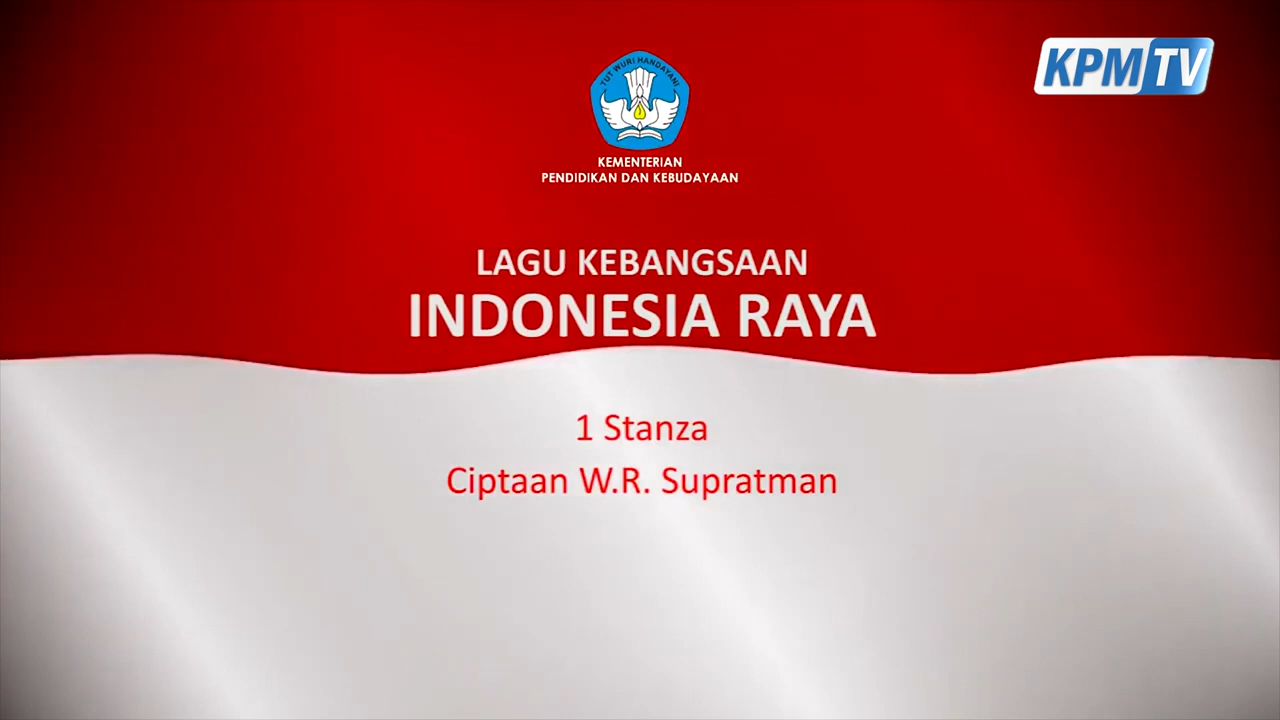 KPMTV
TUT WURI HANDAYANI
KEMENTERIAN
PENDIDIKAN DAN KEBUDAYAAN
LAGU KEBANGSAAN
INDONESIA RAYA
1 Stanza
Ciptaan W.R. Supratman